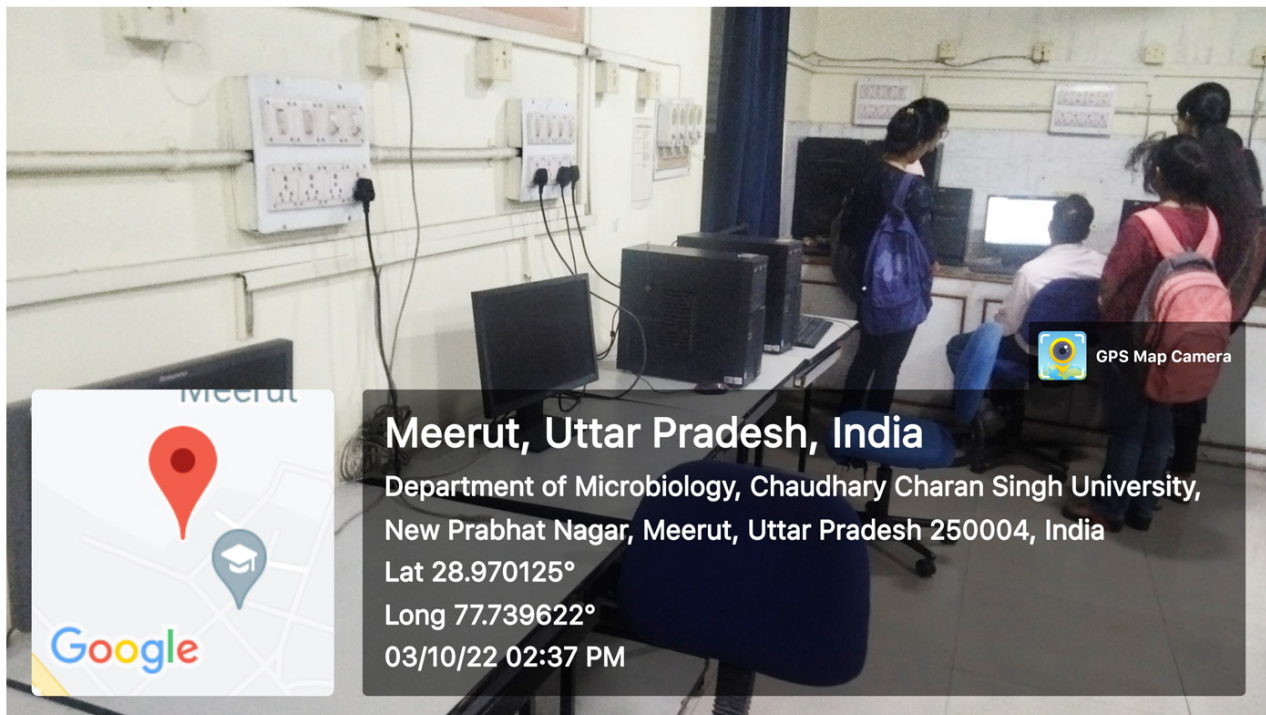 GPS Map Camera
Meerut
Google
Meerut, Uttar Pradesh, India
Department of Microbiology, Chaudhary Charan Singh University,
New Prabhat Nagar, Meerut, Uttar Pradesh 250004, India
Lat 28.970125°
Long 77.739622°
03/10/22 02:37 PM